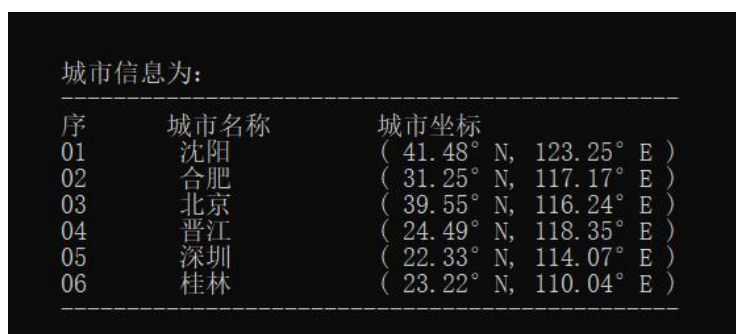 城市信息为:
--------------------------------------------------
序 城市名称 城市坐标
01 沈阳 ( 41.48° N, 123.25° E )
02 合肥 ( 31.25° N, 117.17° E )
03 北京 ( 39.55° N, 116.24° E )
04 晋江 ( 24.49° N, 118.35° E )
05 深圳 ( 22.33° N, 114.07° E )
06 桂林 ( 23.22° N, 110.04° E )
--------------------------------------------------